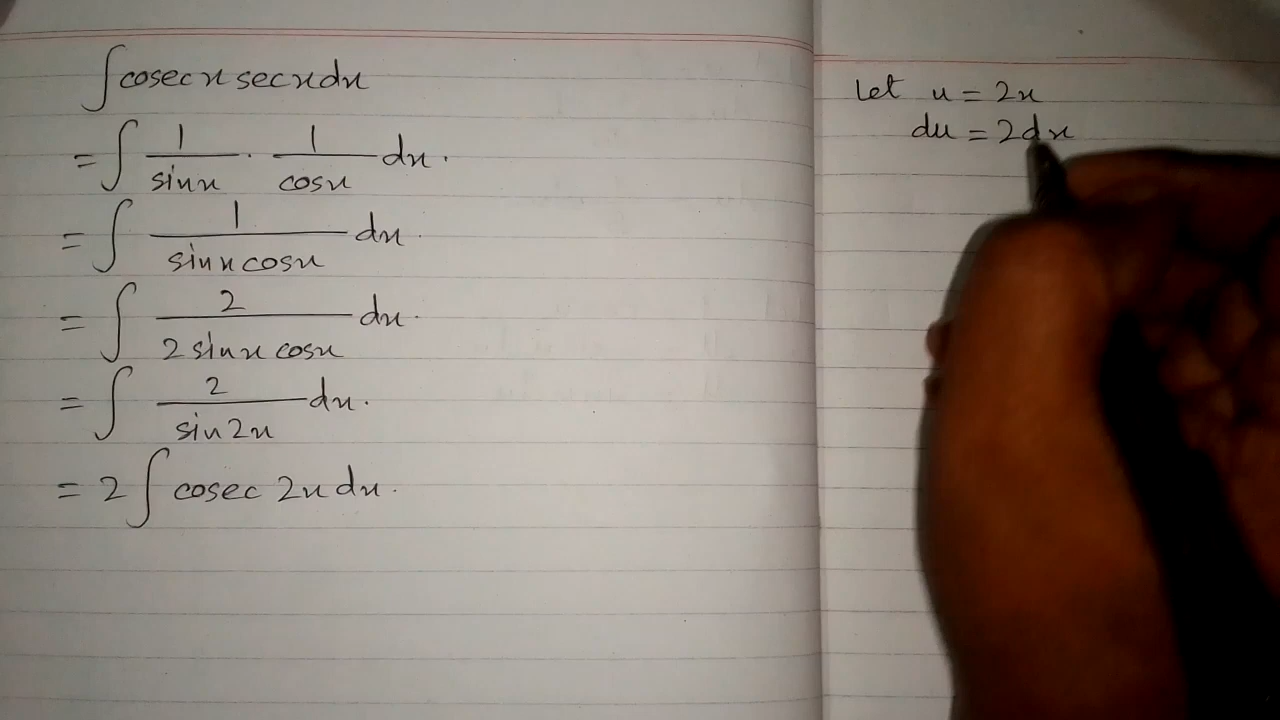 ∫ cosec x sec x dx
= ∫ 1/sin x · 1/cos x dx.
= ∫ 1/sin x cos x dx.
= ∫ 2/2 sin x cos x dx.
= ∫ 2/sin 2x dx.
= 2 ∫ cosec 2x dx.
Let u = 2x
du = 2dx